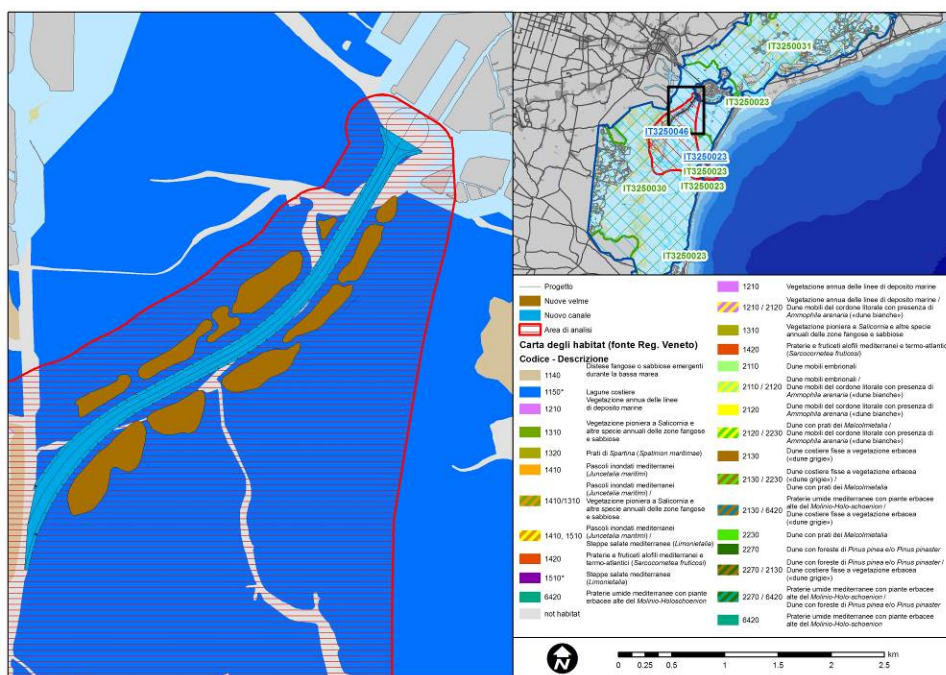 IT3250031
IT3250023
IT3250046
IT3250023
IT3250023
IT3250030
IT3250023
IT3250023
Progetto
Nuove velme
Nuovo canale
Area di analisi
Carta degli habitat (fonte Reg. Veneto)
Codice - Descrizione
1140 Distese fangose o sabbiose emergenti
durante la bassa marea
1150* Lagune costiere
1210 Vegetazione annua delle linee
di deposito marine
1310 Vegetazione pioniera a Salicornia e
altre specie annuali delle zone fangose
e sabbiose
1320 Prati di Spartina (Spatinion maritimae)
1410 Pascoli inondati mediterranei
(Juncetalia maritimi)
1410/1310 Pascoli inondati mediterranei
(Juncetalia maritimi) /
Vegetazione pioniera a Salicornia e
altre specie annuali delle zone fangose
e sabbiose
1410, 1510 Pascoli inondati mediterranei
(Juncetalia maritimi) /
Steppe salate mediterranee (Limonietalia)
1420 Praterie e fruticeti alofili mediterranei e
termo-atlantici (Sarcocornetea fruticosi)
1510* Steppe salate mediterranee
(Limonietalia)
6420 Praterie umide mediterranee con piante
erbacee alte del Molinio-Holoschoenion
not habitat
1210 Vegetazione annua delle linee di deposito marine
1210 / 2120 Vegetazione annua delle linee di deposito marine /
Dune mobili del cordone litorale con presenza di
Ammophila arenaria («dune bianche»)
1310 Vegetazione pioniera a Salicornia e altre specie
annuali delle zone fangose e sabbiose
1420 Praterie e fruticeti alofili mediterranei e termo-atlantici
(Sarcocornetea fruticosi)
2110 Dune mobili embrionali
2110 / 2120 Dune mobili embrionali /
Dune mobili del cordone litorale con presenza di
Ammophila arenaria («dune bianche»)
2120 Dune mobili del cordone litorale con presenza di
Ammophila arenaria («dune bianche»)
2120 / 2230 Dune con prati dei Malcolmietalia /
Dune mobili del cordone litorale con presenza di
Ammophila arenaria («dune bianche»)
2130 Dune costiere fisse a vegetazione erbacea
(«dune grigie»)
2130 / 2230 Dune costiere fisse a vegetazione erbacea
(«dune grigie») /
Dune con prati dei Malcolmietalia
2130 / 6420 Praterie umide mediterranee con piante erbacee
alte del Molinio-Holschoenion /
Dune costiere fisse a vegetazione erbacea
(«dune grigie»)
2230 Dune con prati dei Malcolmietalia
2270 Dune con foreste di Pinus pinea e/o Pinus pinaster
2270 / 2130 Dune con foreste di Pinus pinea e/o Pinus pinaster /
Dune costiere fisse a vegetazione erbacea
(«dune grigie»)
2270 / 6420 Praterie umide mediterranee con piante erbacee
alte del Molinio-Holo-schoenion /
Dune con foreste di Pinus pinea e/o Pinus pinaster
6420 Praterie umide mediterranee con piante erbacee
alte del Molinio-Holo-schoenion
N
km
0 0.25 0.5 1 1.5 2 2.5